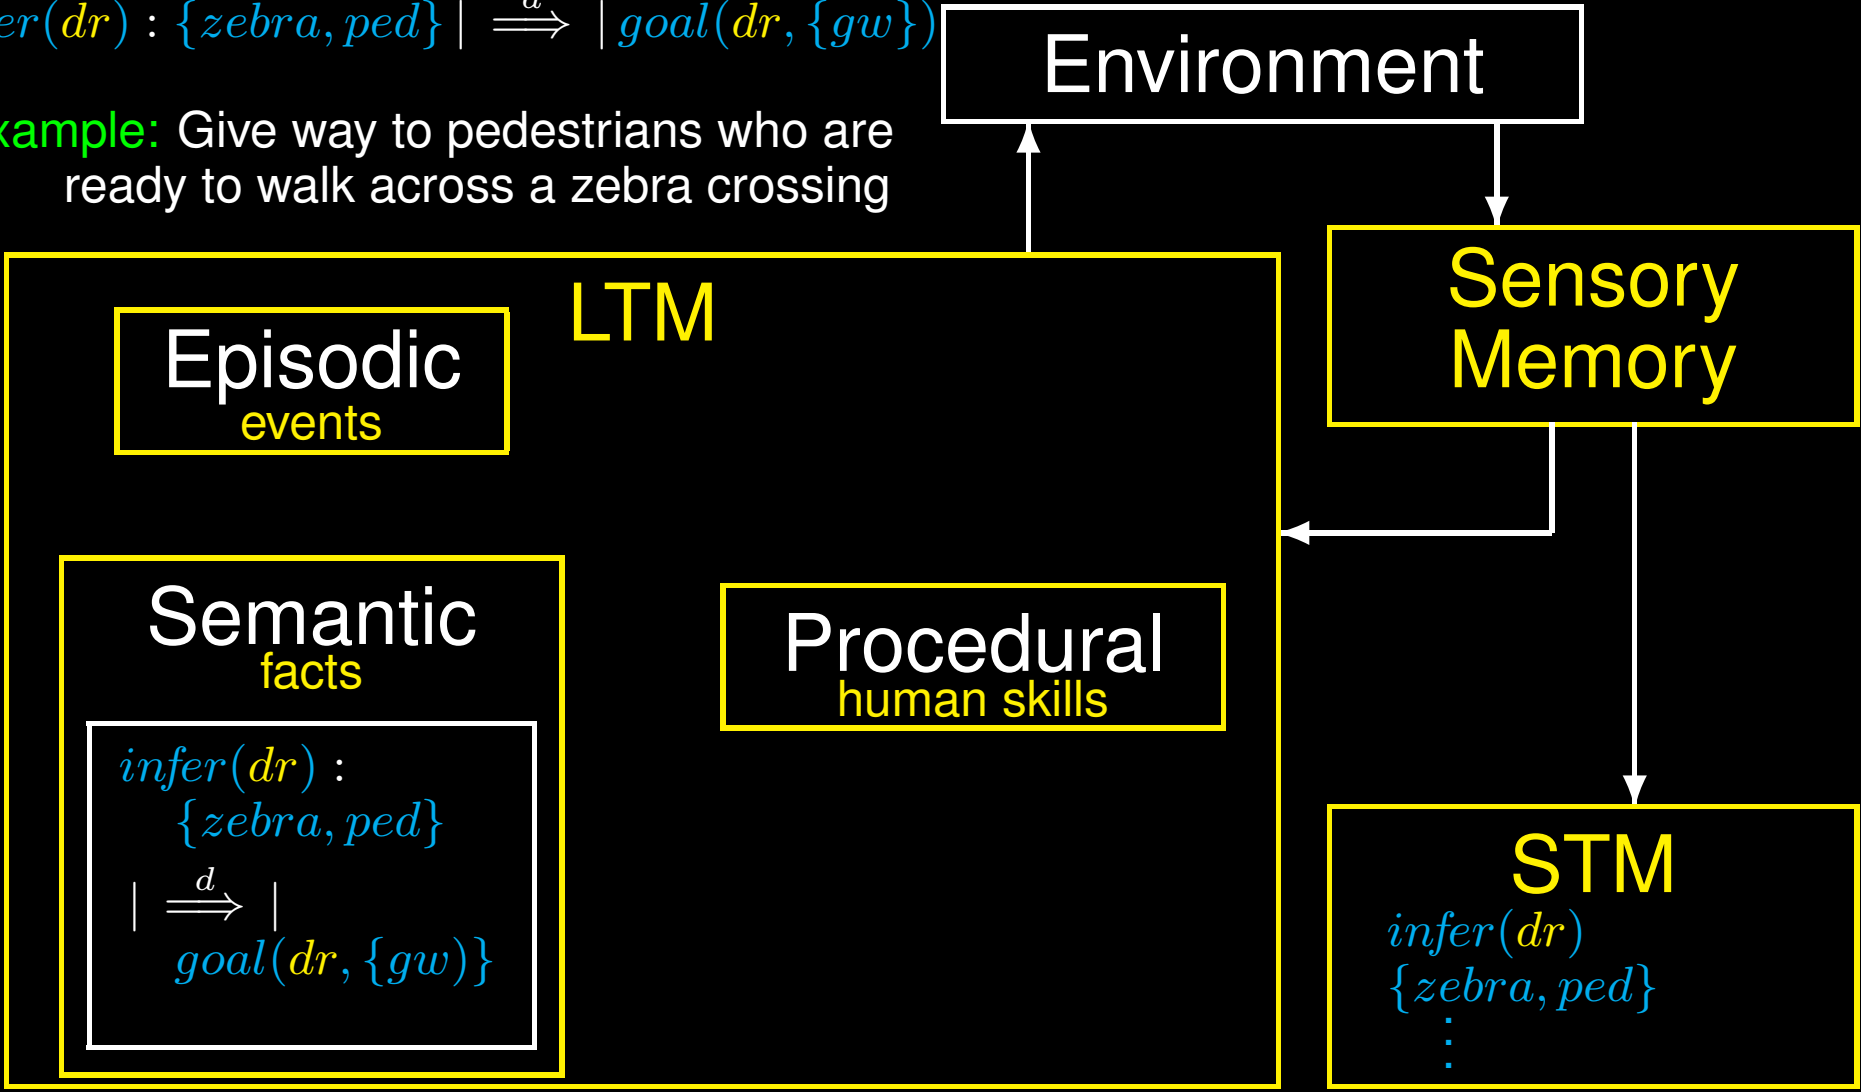 er(dr) : {zebra, ped} | d⟹ | goal(dr, {gw})
xample: Give way to pedestrians who are
ready to walk across a zebra crossing
Environment
Sensory
Memory
LTM
Episodic
events
Semantic
facts
infer(dr) :
{zebra, ped}
| d⟹ |
goal(dr, {gw)}
Procedural
human skills
STM
infer(dr)
{zebra, ped}
⋮